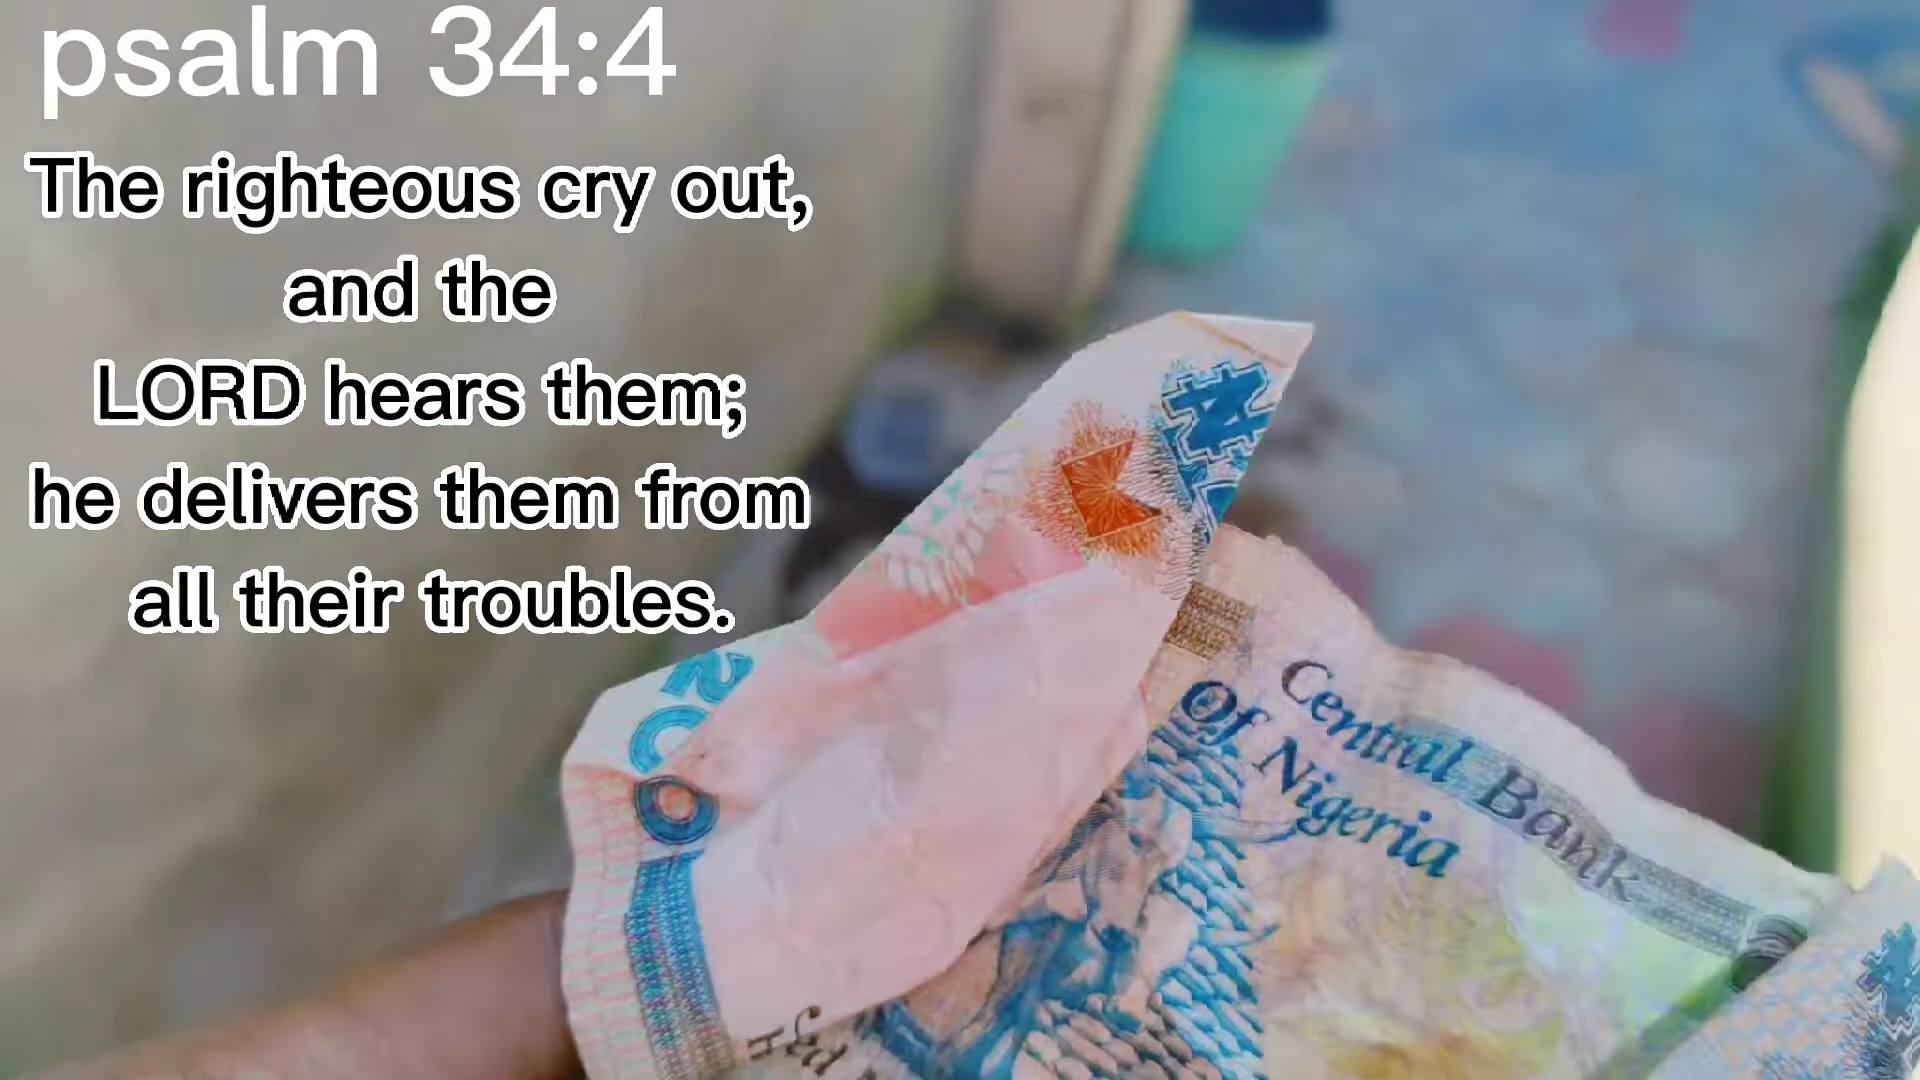 psalm 34:4
The righteous cry out,
and the
LORD hears them;
he delivers them from
all their troubles.
₦
200
Central Bank
Of Nigeria